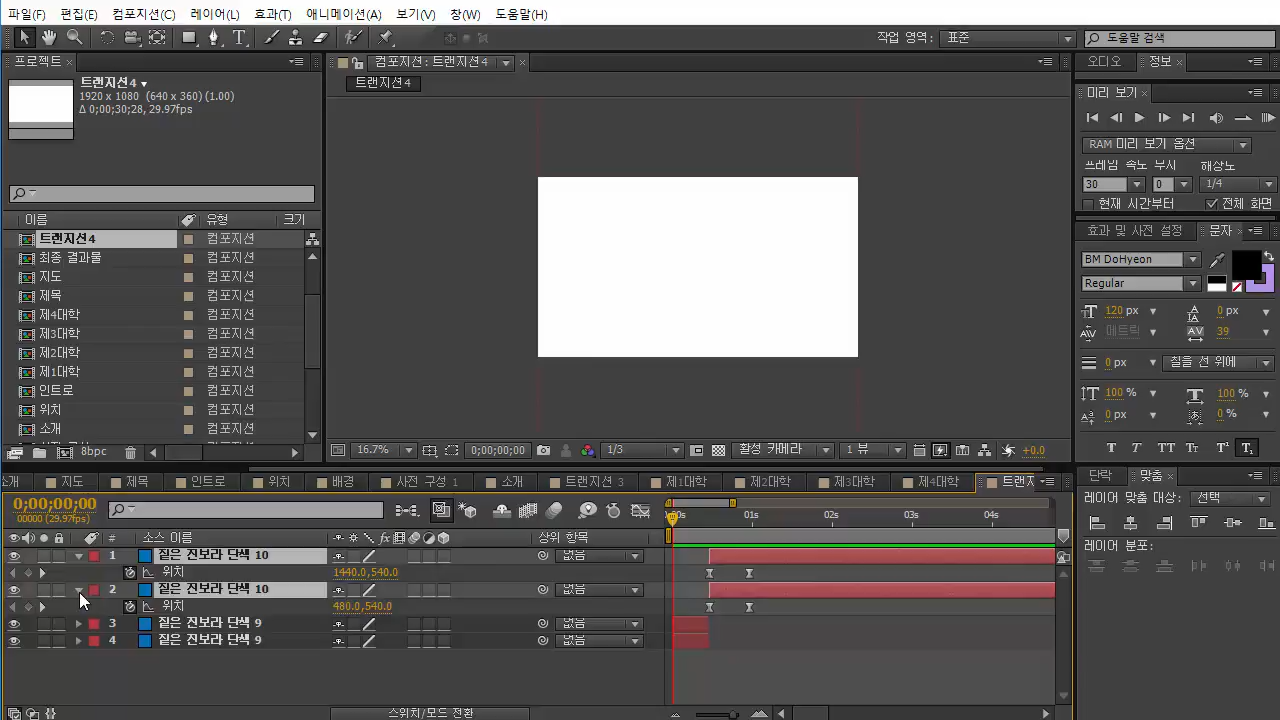 파일(F) 편집(E) 컴포지션(C) 레이어(L) 효과(T) 애니메이션(A) 보기(V) 창(W) 도움말(H)
작업 영역: 표준 도움말 검색
프로젝트 컴포지션: 트랜지션4 오디오 정보
트랜지션4
1920 x 1080 (640 x 360) (1.00)
Δ 0;00;30;28, 29.97fps
트랜지션4
미리 보기
RAM 미리 보기 옵션
프레임 속도 부시 해상도
30 0 1/4
현재 시간부터 전체 화면
이름 유형 크기
트랜지션4 컴포지션
최종 결과물 컴포지션
지도 컴포지션
제목 컴포지션
제4대학 컴포지션
제3대학 컴포지션
제2대학 컴포지션
제1대학 컴포지션
인트로 컴포지션
위치 컴포지션
소개 컴포지션
8bpc
16.7% 0;00;00;00 1/3 활성 카메라 1 뷰 +0.0
효과 및 사전 설정 문자
BM DoHyeon
Regular
120 px 0 px
메트릭 39
0 px 칠을 선 위에
100 % 100 %
0 px 0 %
T T TT Tт T¹ T₁
소개 지도 제목 인트로 위치 배경 사전 구성 1 소개 트랜지션 3 제1대학 제2대학 제3대학 제4대학 트랜지
단락 맞춤
레이어 맞춤 대상: 선택
레이어 분포:
0;00;00;00
00000 (29.97fps)
:00s 01s 02s 03s 04s
# 소스 이름 상위 항목
1 짙은 진보라 단색 10 없음
위치 1440.0,540.0
2 짙은 진보라 단색 10 없음
위치 480.0,540.0
3 짙은 진보라 단색 9 없음
4 짙은 진보라 단색 9 없음
스위치/모드 전환